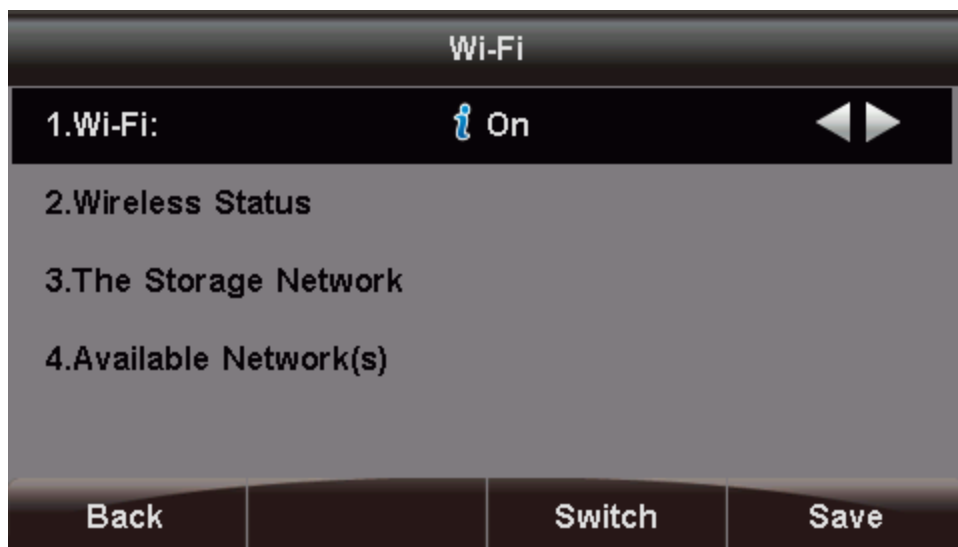 Wi-Fi
1.Wi-Fi: On
2.Wireless Status
3.The Storage Network
4.Available Network(s)
Back Switch Save